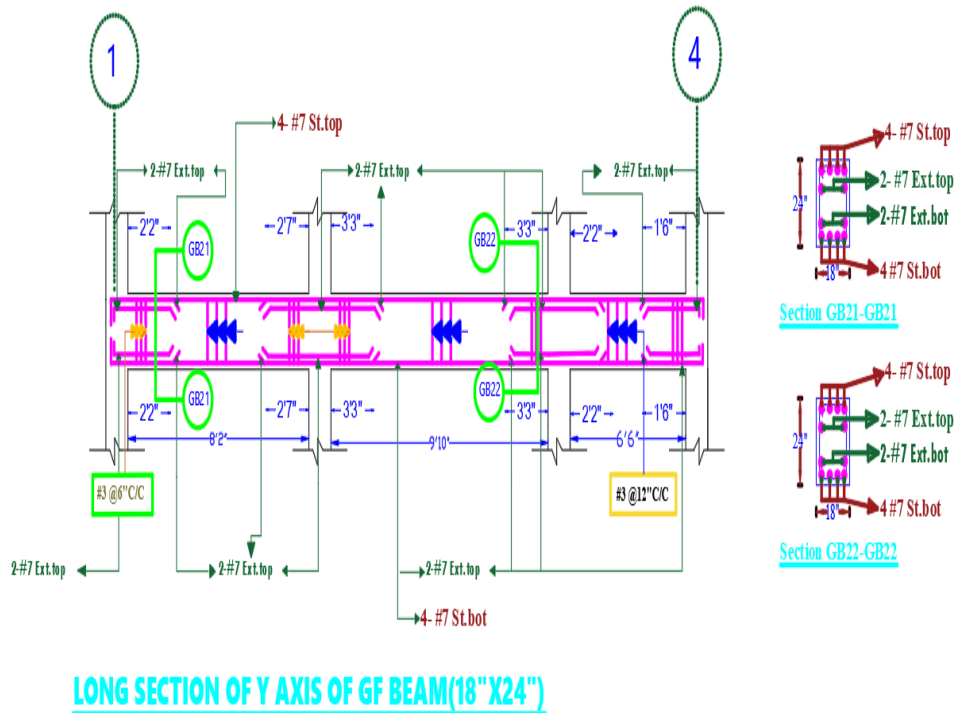 1
4
4- #7 St.top
2-#7 Ext.top
2-#7 Ext.top
2-#7 Ext.top
2'2"
GB21
2'7"
3'3"
GB22
3'3"
2'2"
1'6"
2'2"
GB21
2'7"
3'3"
GB22
3'3"
2'2"
1'6"
8'2"
9'10"
6'6"
#3 @6"C/C
#3 @12"C/C
2-#7 Ext.top
2-#7 Ext.top
2-#7 Ext.top
4- #7 St.bot
LONG SECTION OF Y AXIS OF GF BEAM(18"X24")
4- #7 St.top
2- #7 Ext.top
24"
2-#7 Ext.bot
4 #7 St.bot
18"
Section GB21-GB21
4- #7 St.top
2- #7 Ext.top
24"
2-#7 Ext.bot
4 #7 St.bot
18"
Section GB22-GB22